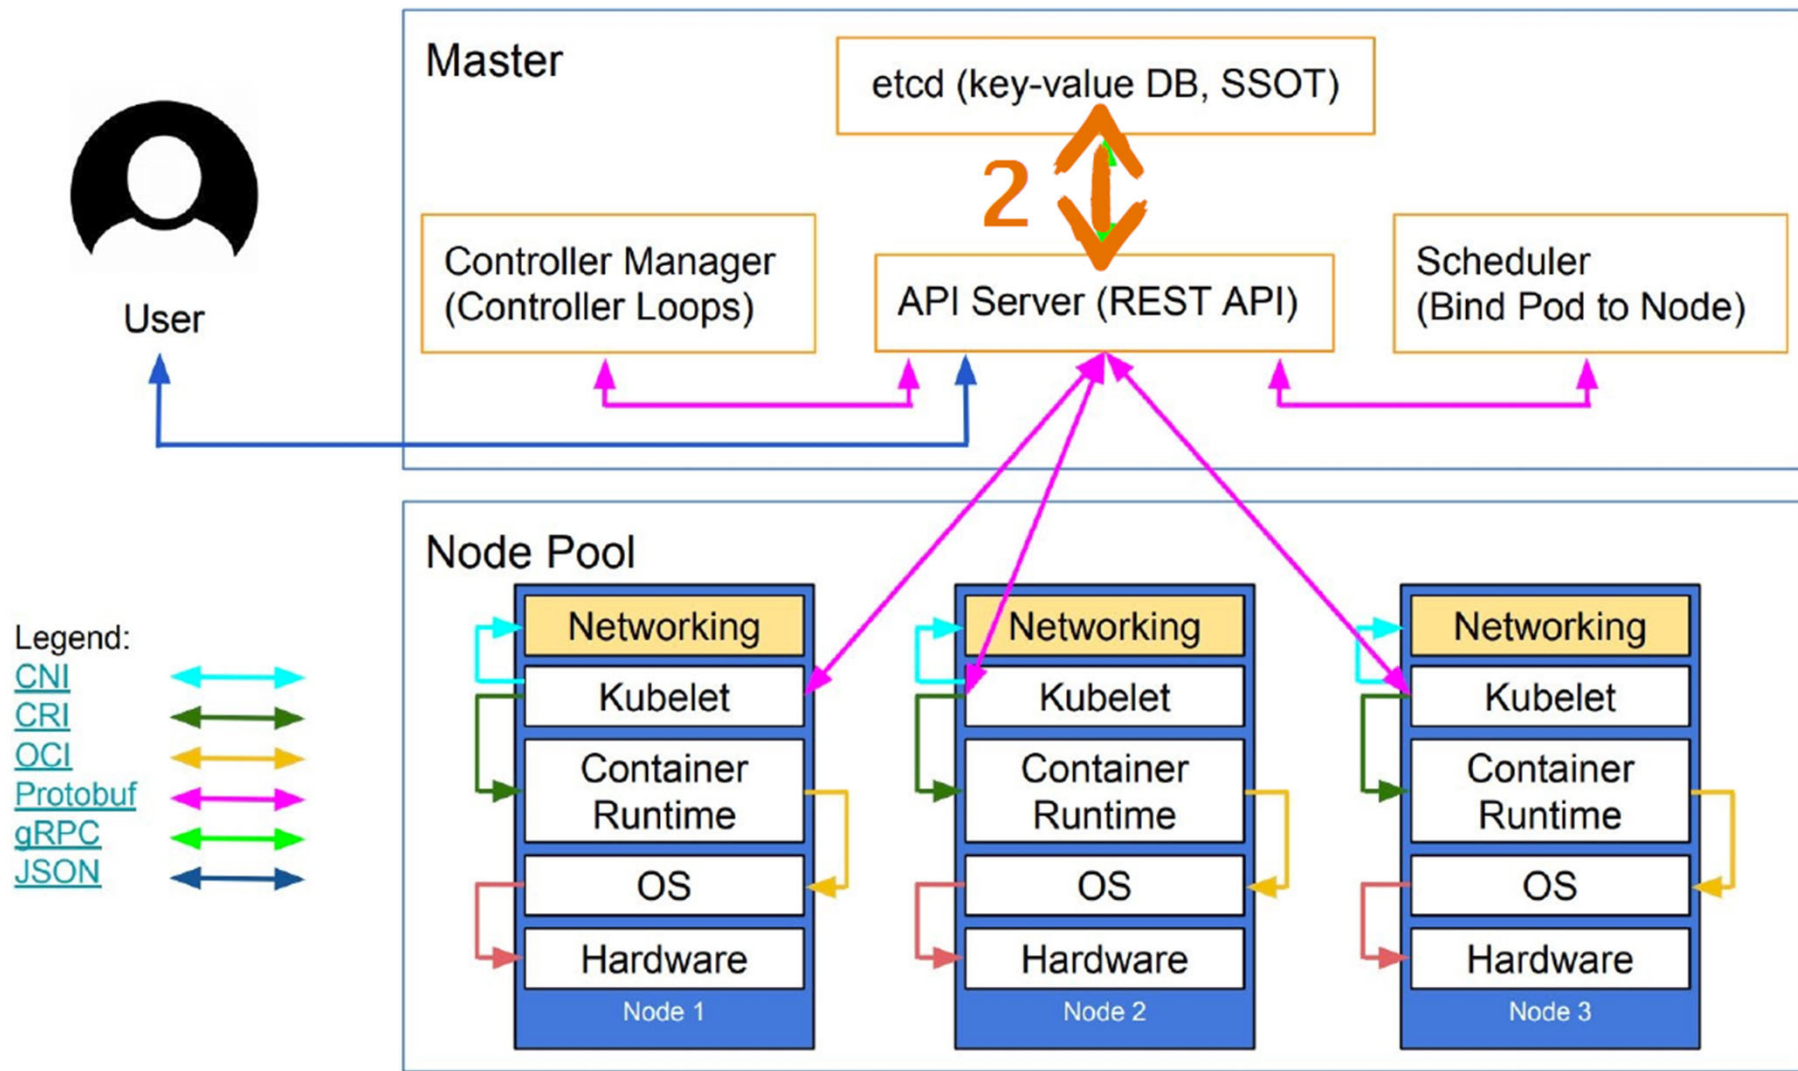 Master
etcd (key-value DB, SSOT)
2
Controller Manager
(Controller Loops)
API Server (REST API)
Scheduler
(Bind Pod to Node)
User
Node Pool
Networking
Kubelet
Container
Runtime
OS
Hardware
Node 1
Networking
Kubelet
Container
Runtime
OS
Hardware
Node 2
Networking
Kubelet
Container
Runtime
OS
Hardware
Node 3
Legend:
CNI
CRI
OCI
Protobuf
gRPC
JSON